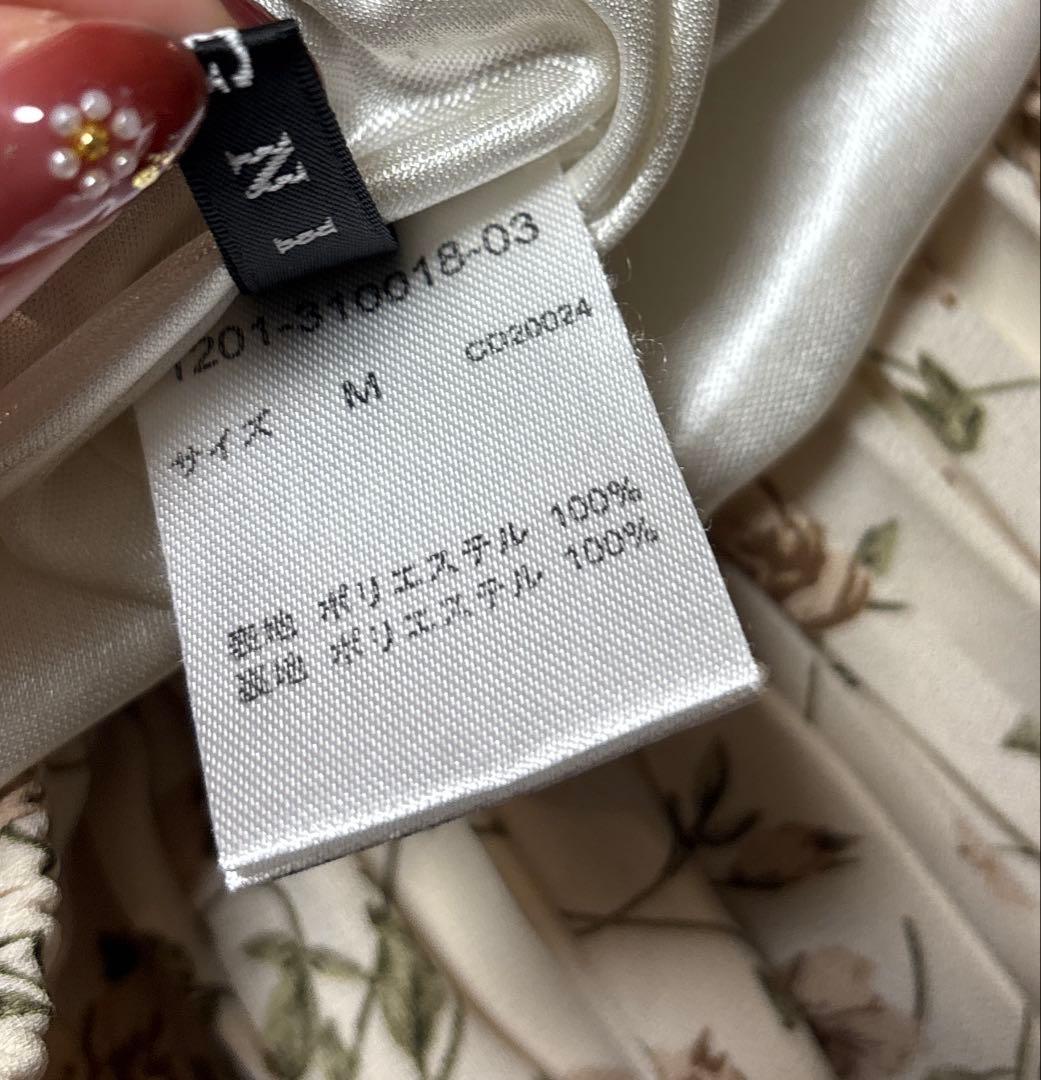 N
1201-310018-03
CD20024
サイズ M
表地 ポリエステル 100%
裏地 ポリエステル 100%